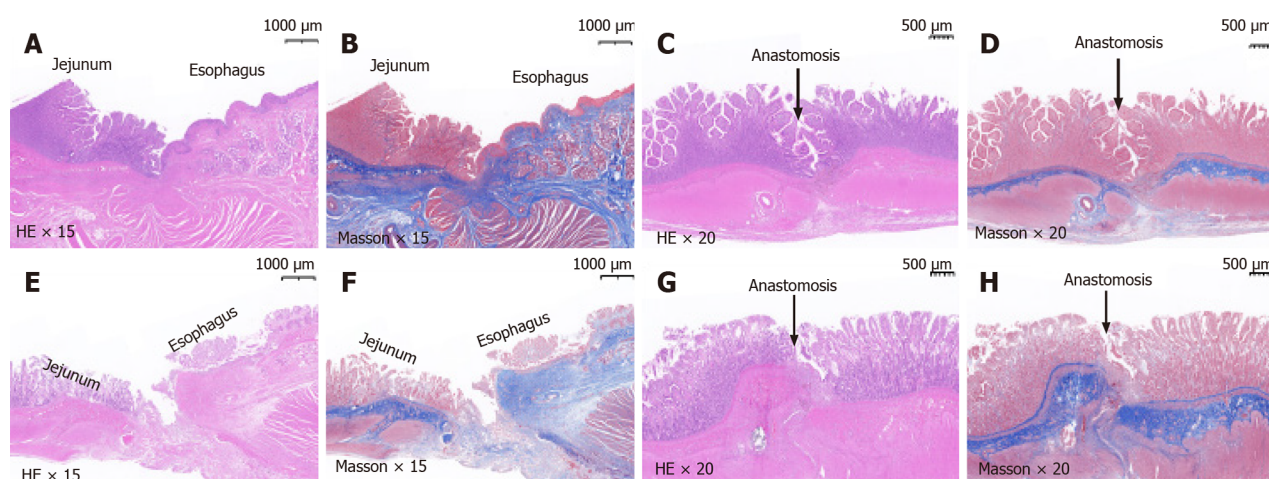 A
1000 µm
Jejunum
Esophagus
HE × 15
B
1000 µm
Jejunum
Esophagus
Masson × 15
C
500 µm
Anastomosis
HE × 20
D
500 µm
Anastomosis
Masson × 20
E
1000 µm
Esophagus
Jejunum
HE × 15
F
1000 µm
Esophagus
Jejunum
Masson × 15
G
500 µm
Anastomosis
HE × 20
H
500 µm
Anastomosis
Masson × 20